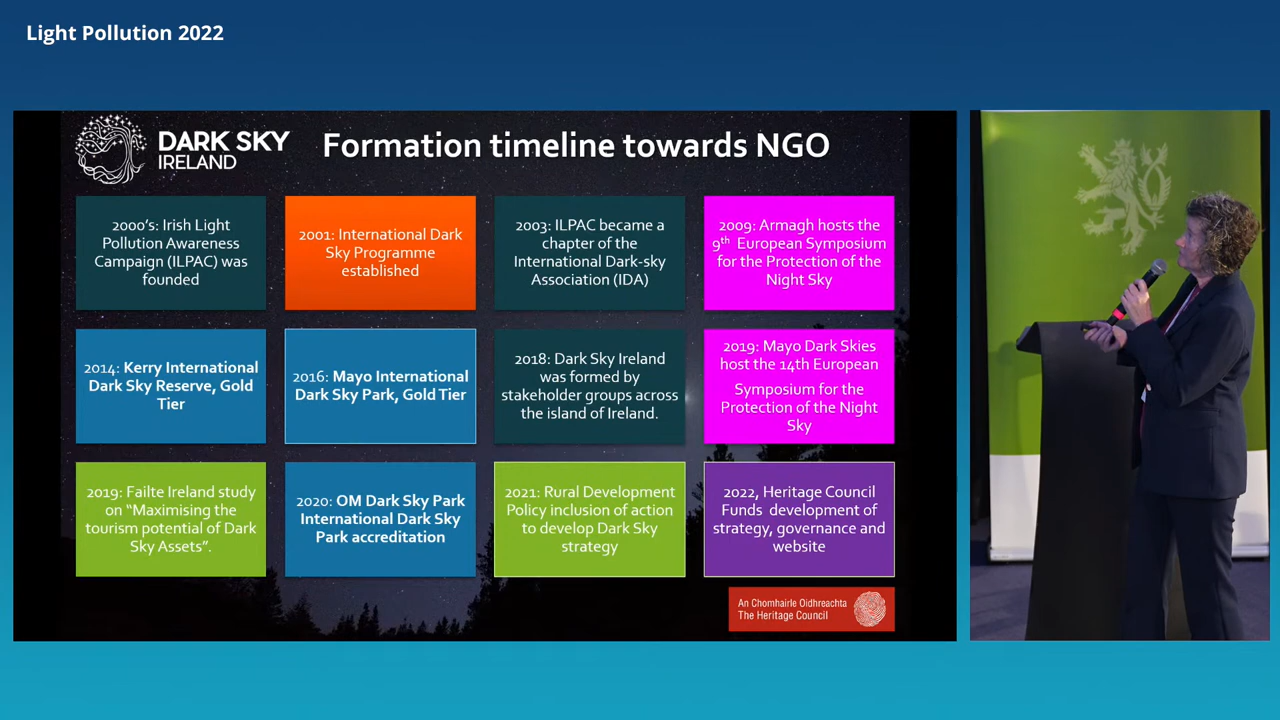 Light Pollution 2022
DARK SKY
IRELAND
Formation timeline towards NGO
2000's: Irish Light
Pollution Awareness
Campaign (ILPAC) was
founded
2001: International Dark
Sky Programme
established
2003: ILPAC became a
chapter of the
International Dark-sky
Association (IDA)
2009: Armagh hosts the
9th European Symposium
for the Protection of the
Night Sky
2014: Kerry International
Dark Sky Reserve, Gold
Tier
2016: Mayo International
Dark Sky Park, Gold Tier
2018: Dark Sky Ireland
was formed by
stakeholder groups across
the island of Ireland.
2019: Mayo Dark Skies
host the 14th European
Symposium for the
Protection of the Night
Sky
2019: Failte Ireland study
on “Maximising the
tourism potential of Dark
Sky Assets”.
2020: OM Dark Sky Park
International Dark Sky
Park accreditation
2021: Rural Development
Policy inclusion of action
to develop Dark Sky
strategy
2022, Heritage Council
Funds development of
strategy, governance and
website
An Chomhairle Oidhreachta
The Heritage Council